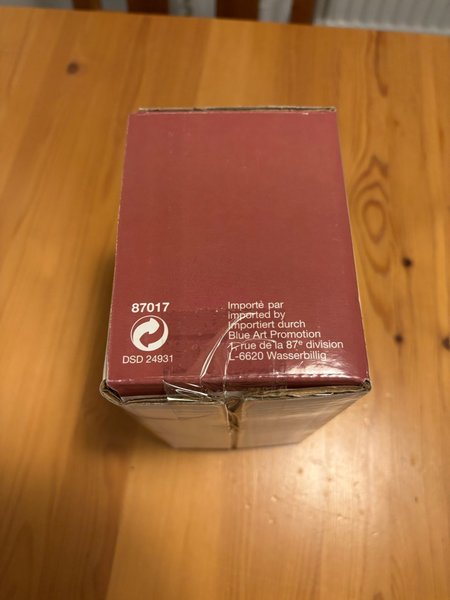 87017
DSD 24931
Importé par
imported by
Importiert durch
Blue Art Promotion
1, rue de la 87e division
L-6620 Wasserbillig